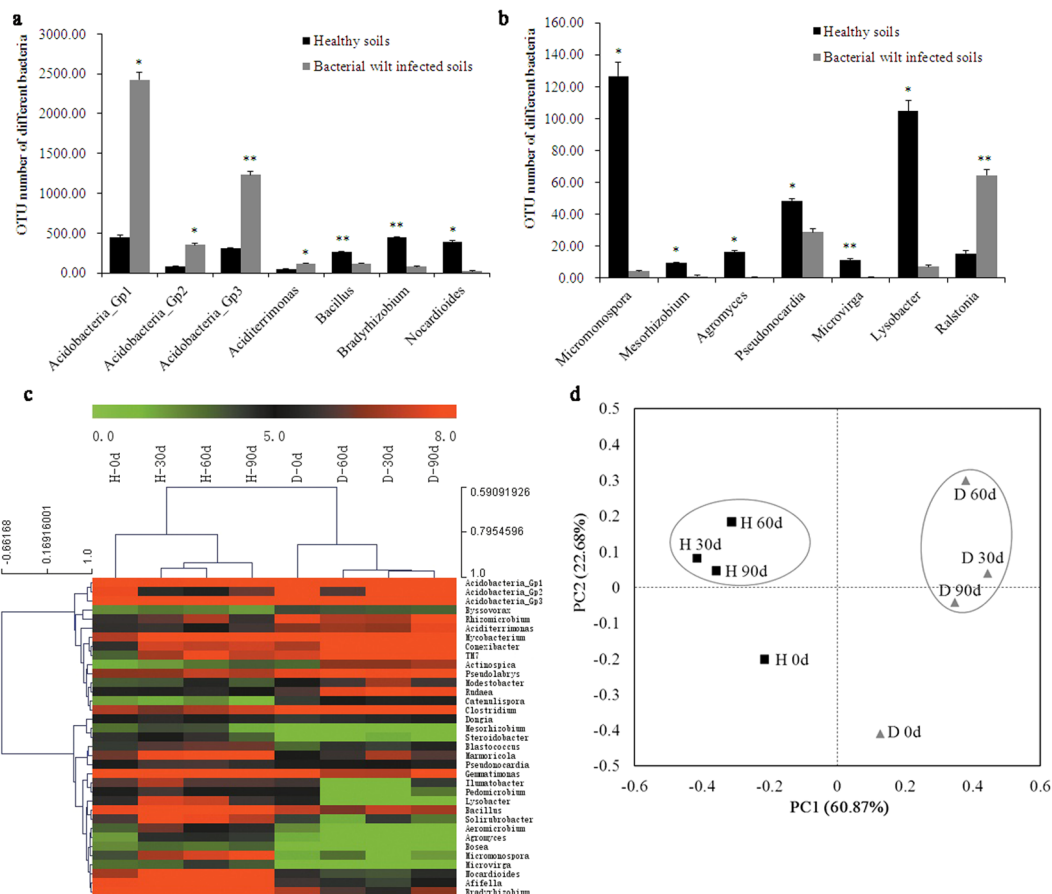 a
OTU number of different bacteria
3000.00
2500.00
2000.00
1500.00
1000.00
500.00
0.00
Healthy soils
Bacterial wilt infected soils
*
*
**
*
**
**
*
Acidobacteria_Gp1
Acidobacteria_Gp2
Acidobacteria_Gp3
Aciditerrimonas
Bacillus
Bradyrhizobium
Nocardioides
b
OTU number of different bacteria
160.00
140.00
120.00
100.00
80.00
60.00
40.00
20.00
0.00
Healthy soils
Bacterial wilt infected soils
*
*
*
*
**
*
**
Micromonospora
Mesorhizobium
Agromyces
Pseudonocardia
Microvirga
Lysobacter
Ralstonia
c
0.0 5.0 8.0
H-0d H-30d H-60d H-90d D-0d D-60d D-30d D-90d
0.59091926
0.7954596
1.0
-0.66168 0.16916001 1.0
Acidobacteria_Gp1
Acidobacteria_Gp2
Acidobacteria_Gp3
Byssovorax
Rhizomicrobium
Aciditerrimonas
Mycobacterium
Conexibacter
TM7
Actinospica
Pseudolabrys
Modestobacter
Rudaea
Catenulispora
Clostridium
Dongia
Mesorhizobium
Steroidobacter
Blastococcus
Marmoricola
Pseudonocardia
Gemmatimonas
Ilumatobacter
Pedomicrobium
Lysobacter
Bacillus
Solirubrobacter
Aeromicrobium
Agromyces
Bosea
Micromonospora
Microvirga
Nocardioides
Afifella
Bradyrhizobium
d
PC2 (22.68%)
0.5
0.4
0.3
0.2
0.1
0
-0.1
-0.2
-0.3
-0.4
-0.5
D 60d
H 60d
H 30d
H 90d
D 30d
D 90d
H 0d
D 0d
-0.6 -0.4 -0.2 0 0.2 0.4 0.6
PC1 (60.87%)